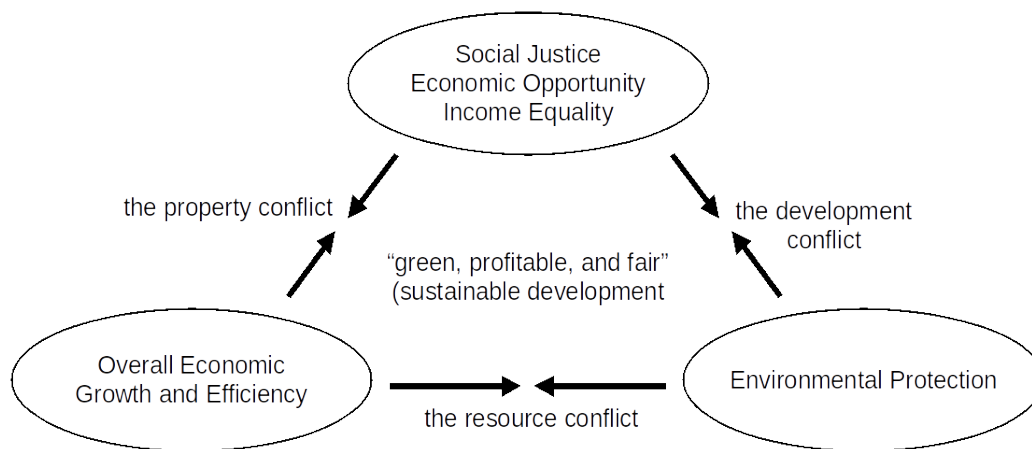 Social Justice
Economic Opportunity
Income Equality
the property conflict
the development
conflict
“green, profitable, and fair”
(sustainable development
Overall Economic
Growth and Efficiency
Environmental Protection
the resource conflict